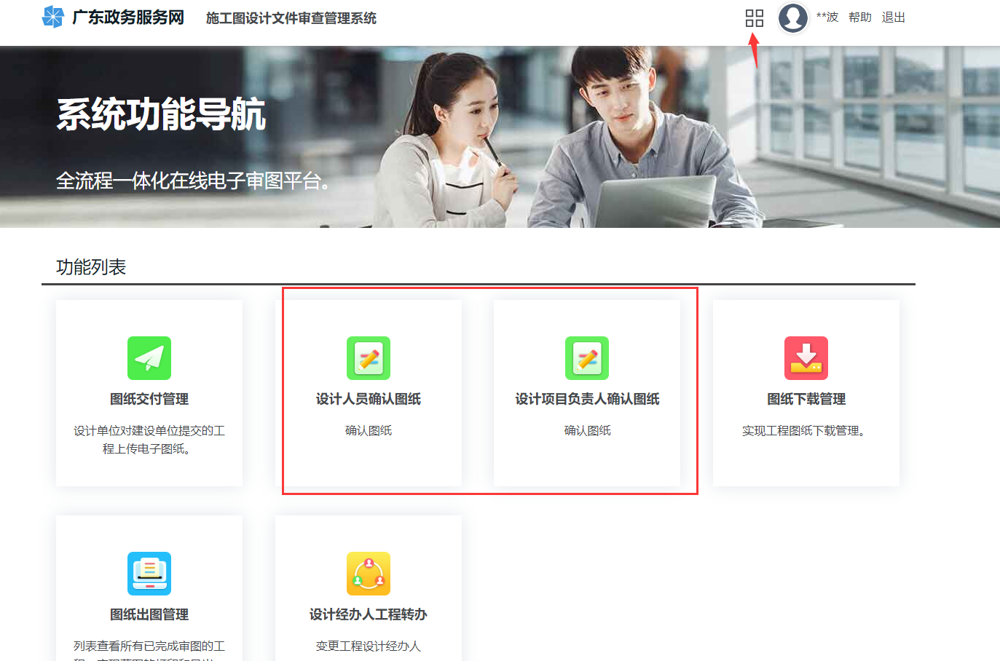 广东政务服务网 施工图设计文件审查管理系统 **波 帮助 退出
系统功能导航
全流程一体化在线电子审图平台。
功能列表
图纸交付管理
设计单位对建设单位提交的工
程上传电子图纸。
设计人员确认图纸
确认图纸
设计项目负责人确认图纸
确认图纸
图纸下载管理
实现工程图纸下载管理。
图纸出图管理
列表查看所有已完成审图的工
设计经办人工程转办
变更工程设计经办人